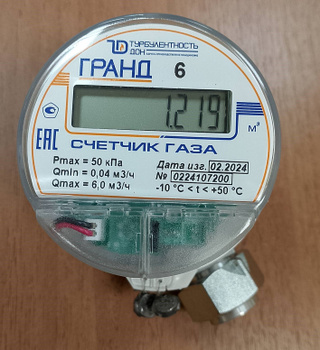 ТУРБУЛЕНТНОСТЬ
ДОН
ГРАНД 6
1.219
м³
ЕАС
СЧЕТЧИК ГАЗА
Pmax = 50 кПа
Qmin = 0,04 м3/ч
Qmax = 6,0 м3/ч
Дата изг. 02.2024
№ 0224107200
-10 °C < t < +50 °C